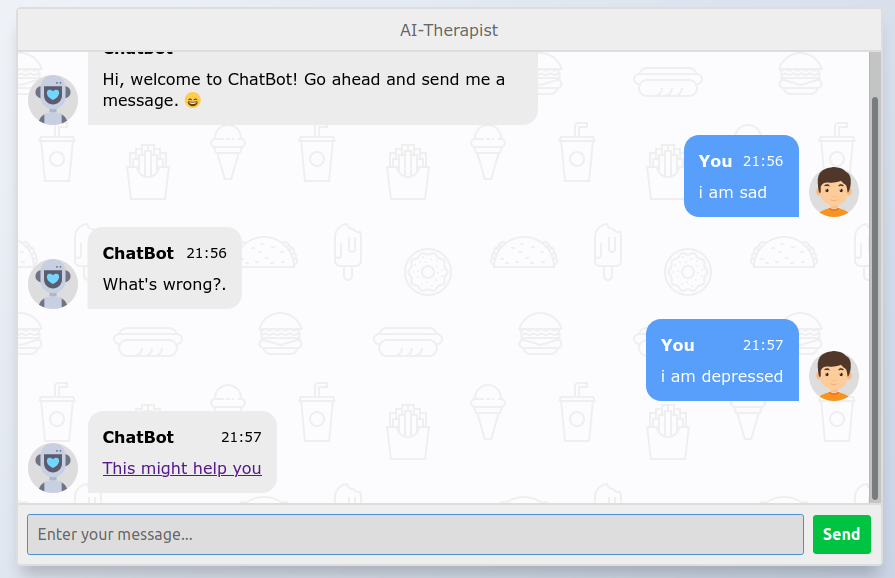 AI-Therapist
ChatBot
Hi, welcome to ChatBot! Go ahead and send me a
message. 😄
You 21:56
i am sad
ChatBot 21:56
What's wrong?.
You 21:57
i am depressed
ChatBot 21:57
This might help you
Enter your message...
Send